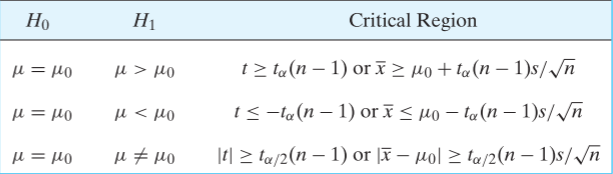 H₀ H₁ Critical Region
μ = μ₀ μ > μ₀ t ≥ tα(n − 1) or x̄ ≥ μ₀ + tα(n − 1)s/√n
μ = μ₀ μ < μ₀ t ≤ −tα(n − 1) or x̄ ≤ μ₀ − tα(n − 1)s/√n
μ = μ₀ μ ≠ μ₀ |t| ≥ tα/2(n − 1) or |x̄ − μ₀| ≥ tα/2(n − 1)s/√n